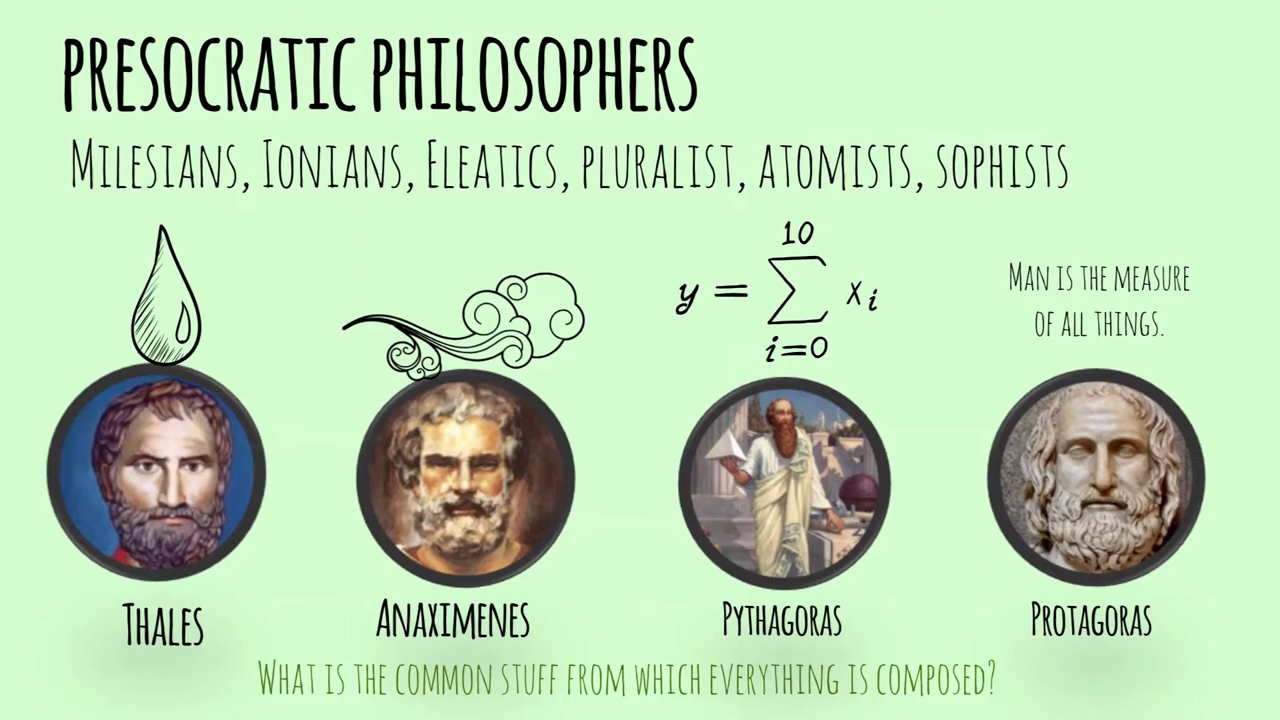 PRESOCRATIC PHILOSOPHERS
MILESIANS, IONIANS, ELEATICS, PLURALIST, ATOMISTS, SOPHISTS
10
y = ∑ xᵢ
i=0
MAN IS THE MEASURE
OF ALL THINGS.
THALES
ANAXIMENES
PYTHAGORAS
PROTAGORAS
WHAT IS THE COMMON STUFF FROM WHICH EVERYTHING IS COMPOSED?